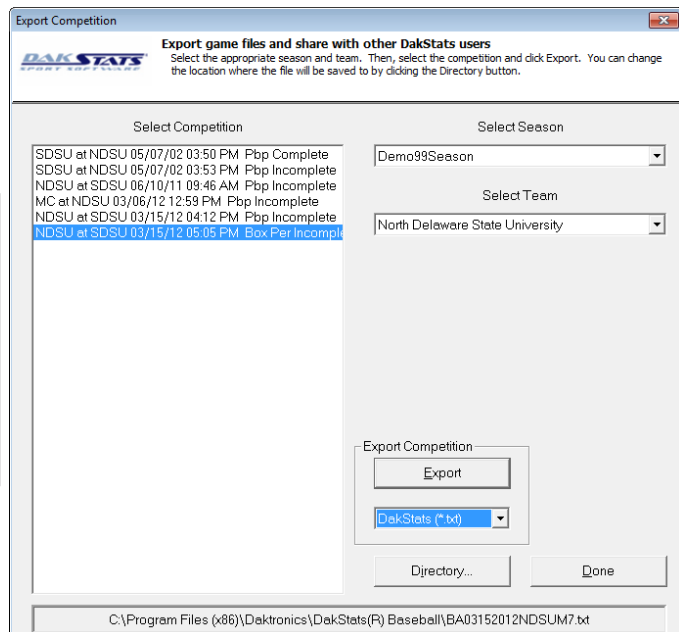 Export Competition
DAKSTATS
SPORT SOFTWARE
Export game files and share with other DakStats users
Select the appropriate season and team. Then, select the competition and click Export. You can change
the location where the file will be saved to by clicking the Directory button.
Select Competition
SDSU at NDSU 05/07/02 03:50 PM Pbp Complete
SDSU at NDSU 05/07/02 03:53 PM Pbp Incomplete
NDSU at SDSU 06/10/11 09:46 AM Pbp Incomplete
MC at NDSU 03/06/12 12:59 PM Pbp Incomplete
NDSU at SDSU 03/15/12 04:12 PM Pbp Incomplete
NDSU at SDSU 03/15/12 05:05 PM Box Per Incomple
Select Season
Demo99Season
Select Team
North Delaware State University
Export Competition
Export
DakStats (*.txt)
Directory...
Done
C:\Program Files (x86)\Daktronics\DakStats(R) Baseball\BA03152012NDSUM7.txt